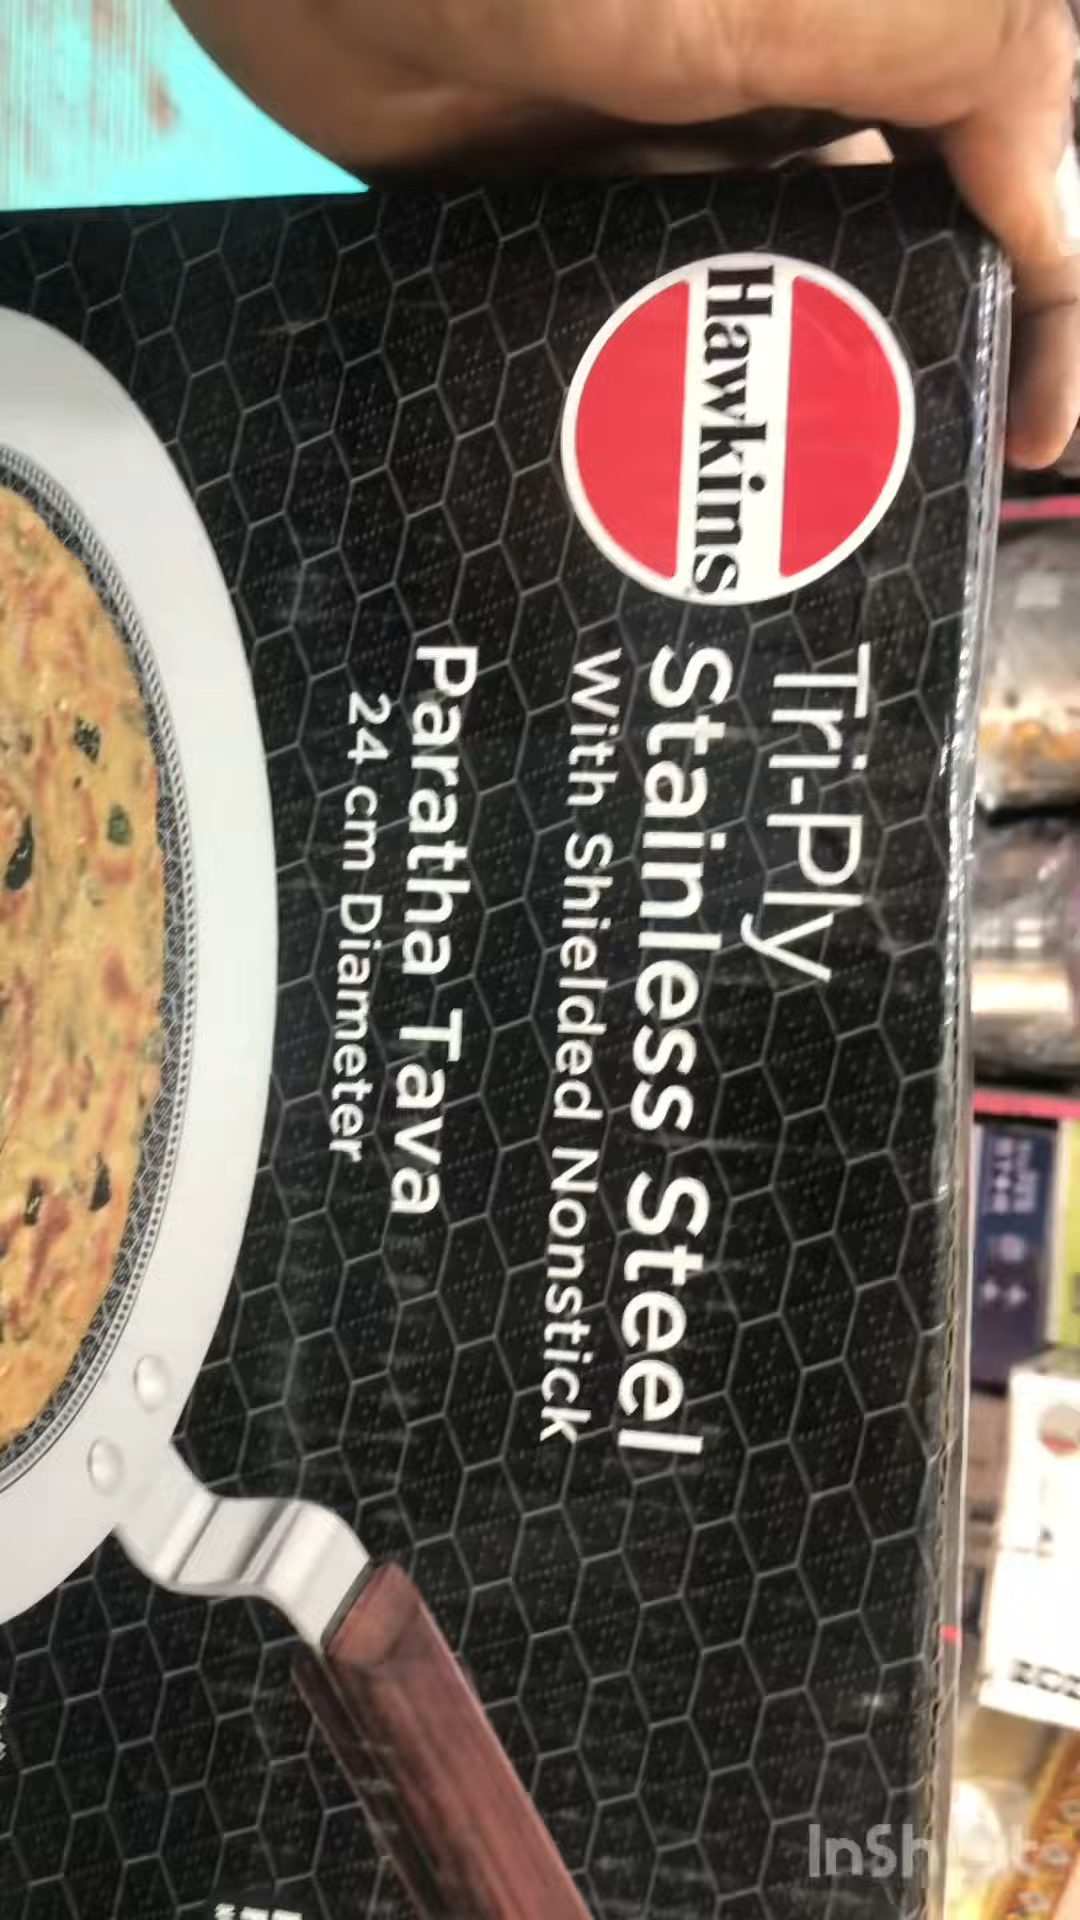 Hawkins
Tri-Ply
Stainless Steel
With Shielded Nonstick
Paratha Tava
24 cm Diameter